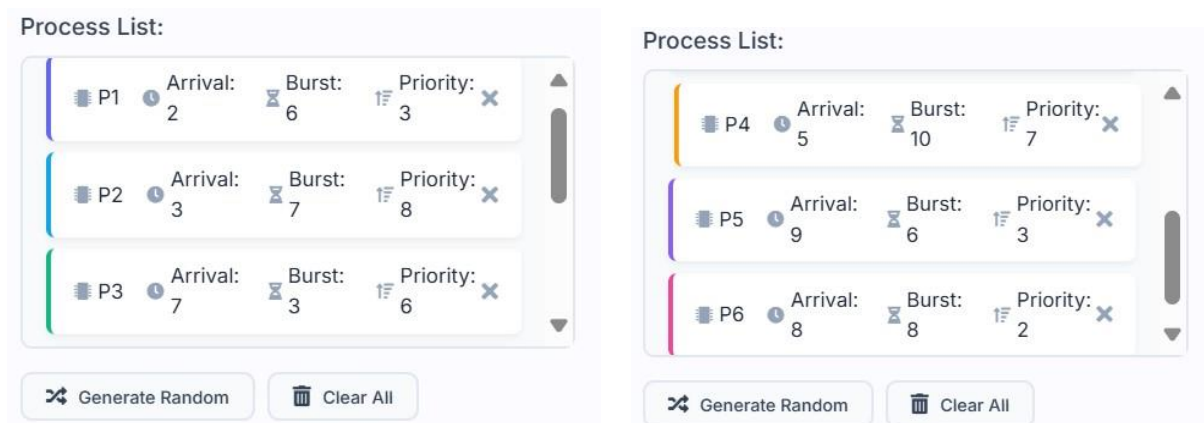 Process List:
P1 Arrival: 2 Burst: 6 Priority: 3
P2 Arrival: 3 Burst: 7 Priority: 8
P3 Arrival: 7 Burst: 3 Priority: 6
Generate Random Clear All
Process List:
P4 Arrival: 5 Burst: 10 Priority: 7
P5 Arrival: 9 Burst: 6 Priority: 3
P6 Arrival: 8 Burst: 8 Priority: 2
Generate Random Clear All